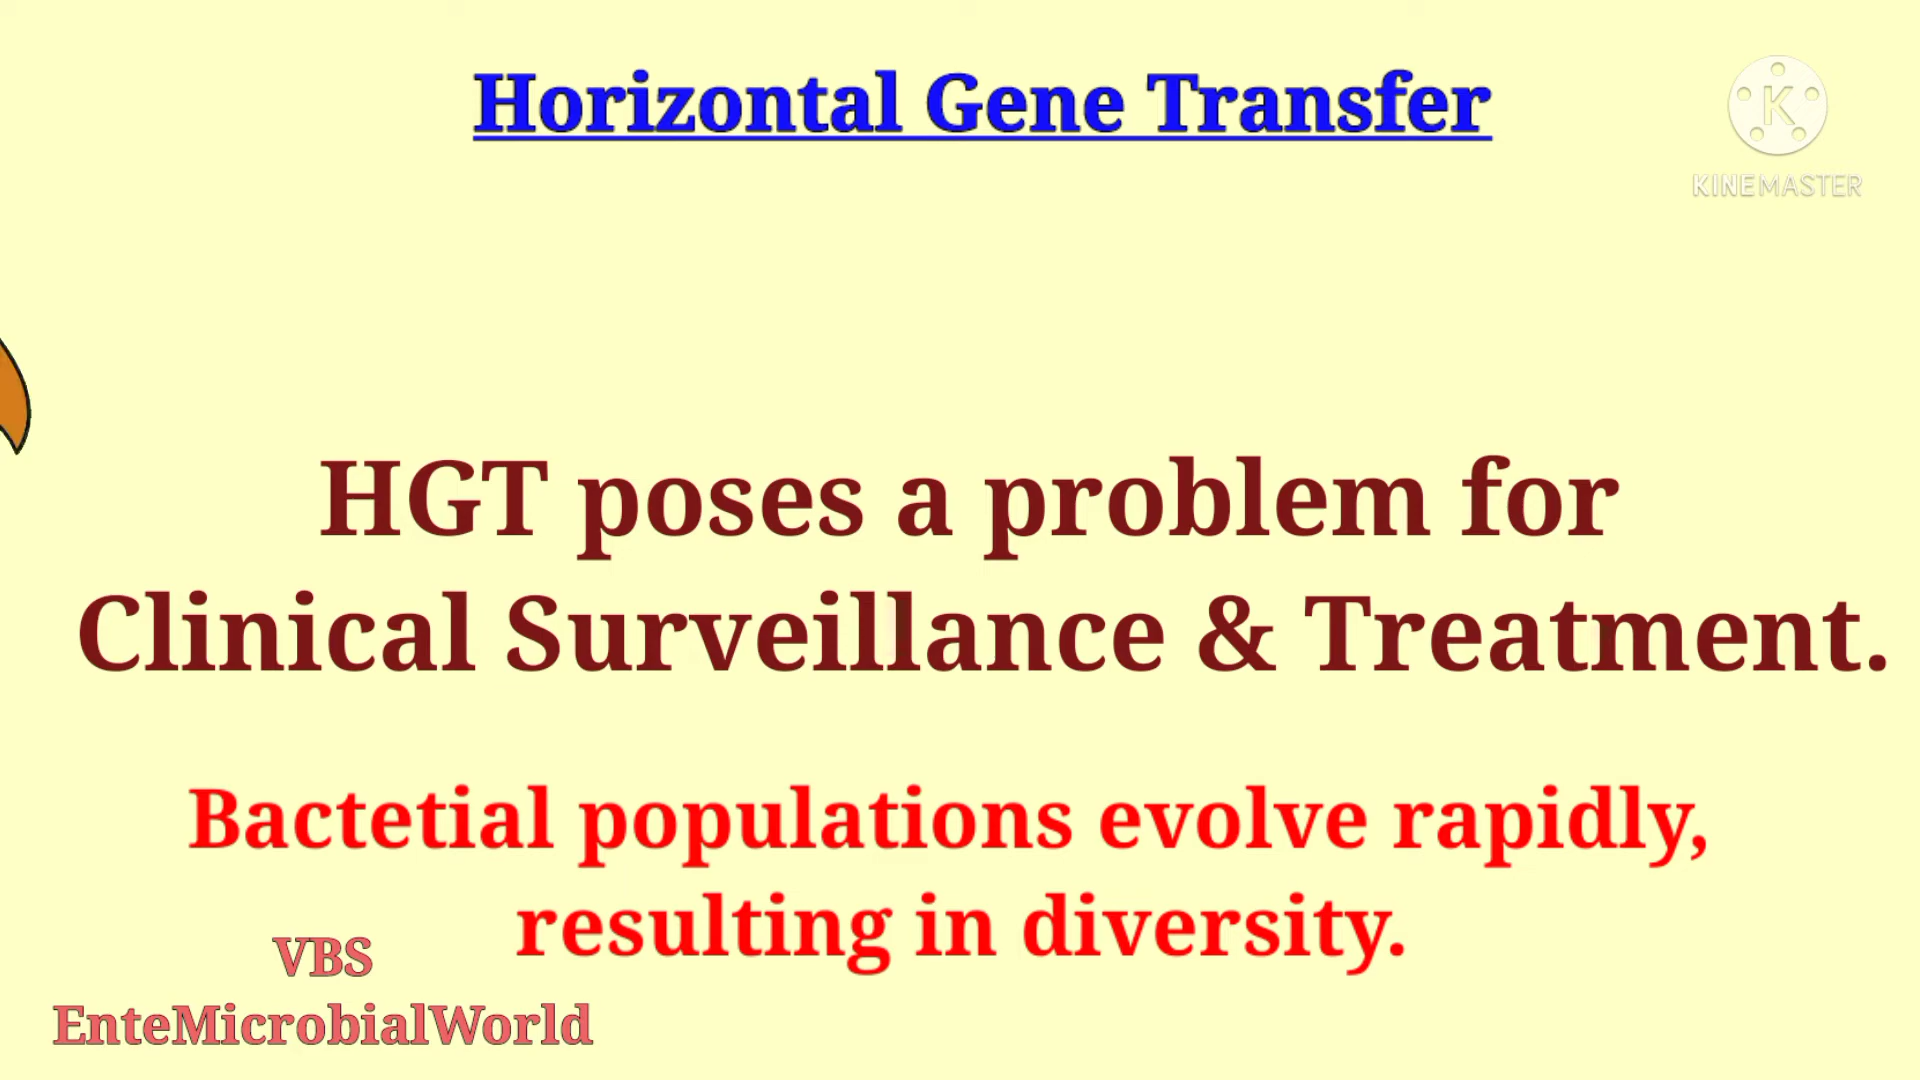 Horizontal Gene Transfer
K
KINEMASTER
HGT poses a problem for
Clinical Surveillance & Treatment.
Bactetial populations evolve rapidly,
resulting in diversity.
VBS
EnteMicrobialWorld